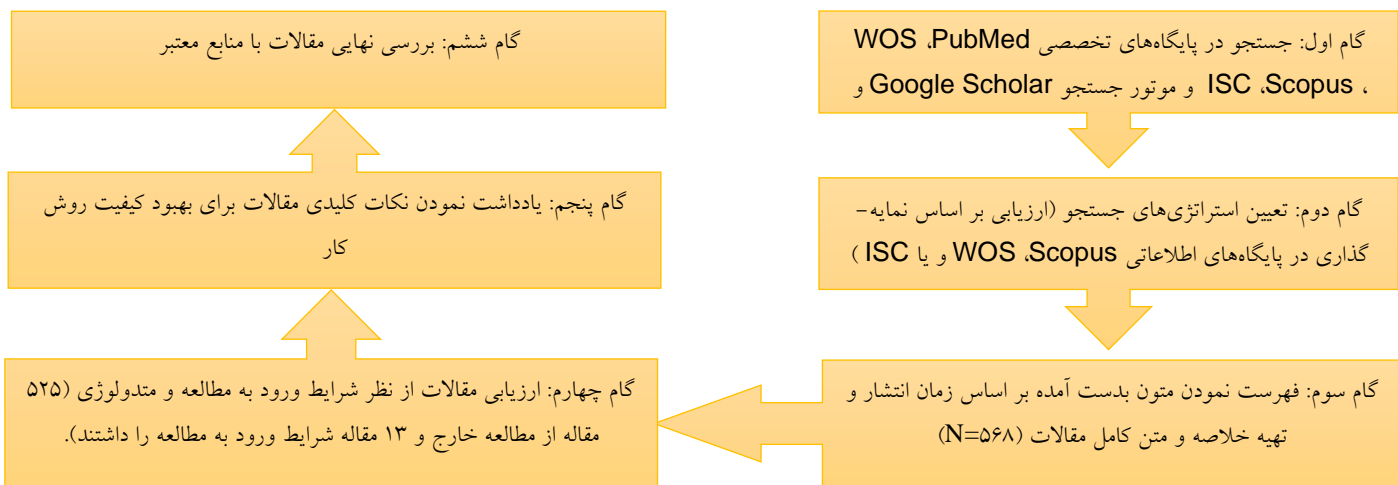 گام اول: جستجو در پایگاه‌های تخصصی WOS ،PubMed
، ISC ،Scopus و موتور جستجو Google Scholar و
گام دوم: تعیین استراتژی‌های جستجو (ارزیابی بر اساس نمایه-
گذاری در پایگاه‌های اطلاعاتی WOS ،Scopus و یا ISC )
گام سوم: فهرست نمودن متون بدست آمده بر اساس زمان انتشار و
تهیه خلاصه و متن کامل مقالات (N=۵۶۸)
گام چهارم: ارزیابی مقالات از نظر شرایط ورود به مطالعه و متدولوژی (۵۲۵
مقاله از مطالعه خارج و ۱۳ مقاله شرایط ورود به مطالعه را داشتند).
گام پنجم: یادداشت نمودن نکات کلیدی مقالات برای بهبود کیفیت روش
کار
گام ششم: بررسی نهایی مقالات با منابع معتبر